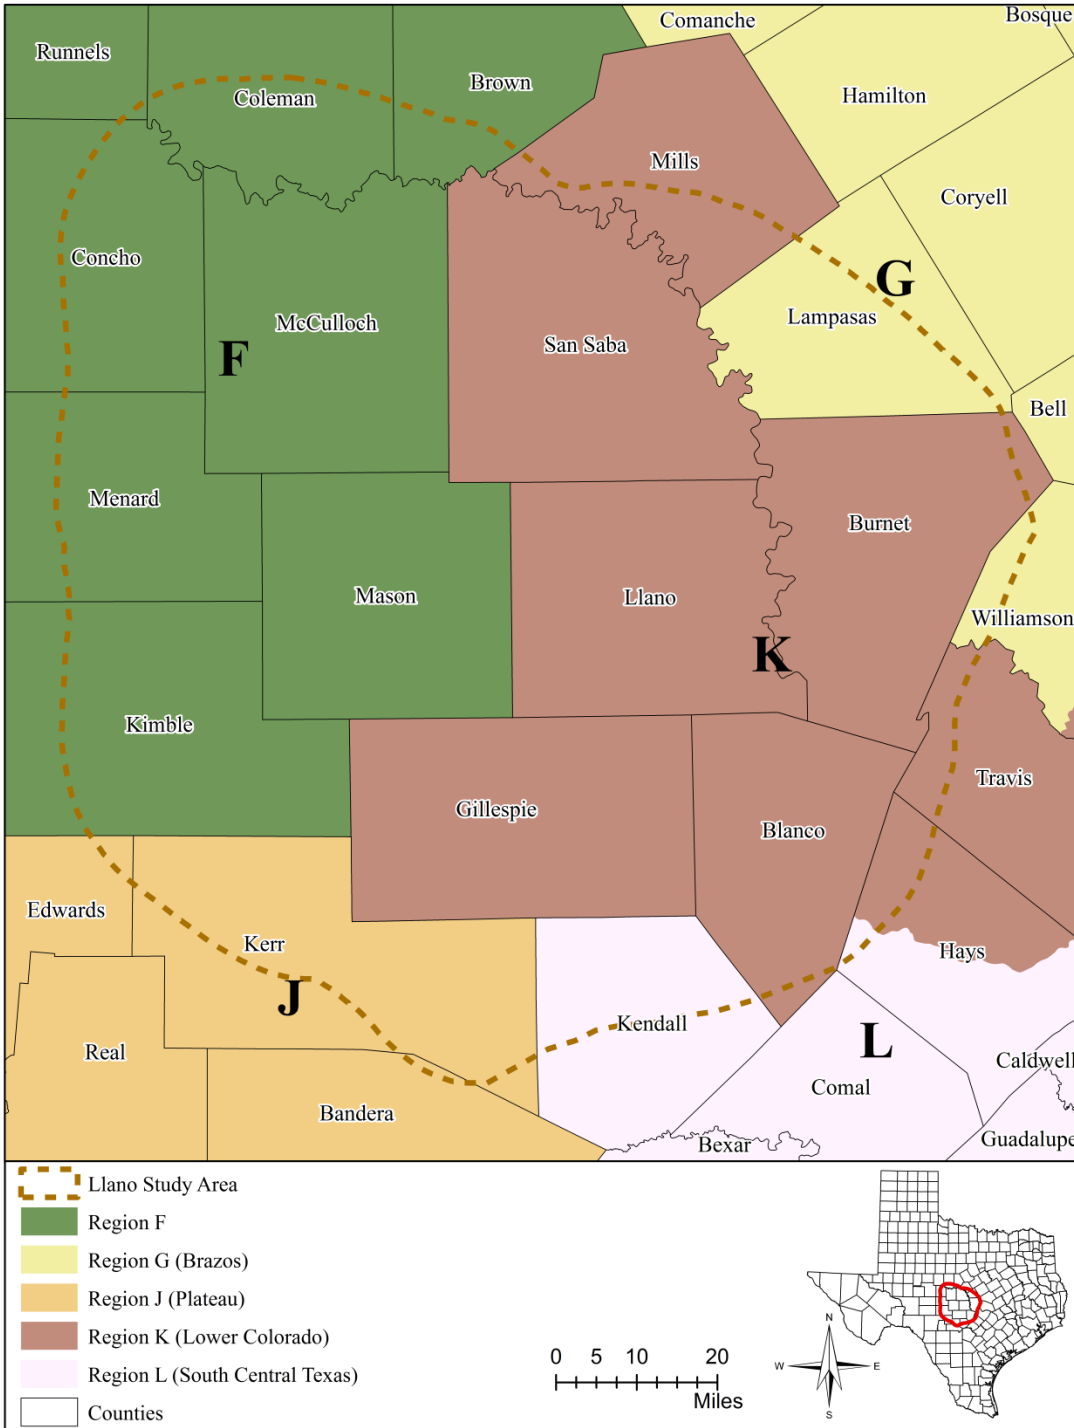 Comanche
Bosque
Runnels
Brown
Coleman
Hamilton
Mills
Coryell
Concho
G
McCulloch
Lampasas
San Saba
F
Bell
Menard
Burnet
Mason
Llano
Williamson
K
Kimble
Travis
Gillespie
Blanco
Edwards
Kerr
Hays
J
Kendall
Real
L
Caldwell
Comal
Bandera
Bexar
Guadalupe
Llano Study Area
Region F
Region G (Brazos)
Region J (Plateau)
Region K (Lower Colorado)
Region L (South Central Texas)
Counties
0 5 10 20
Miles
N
W E
S